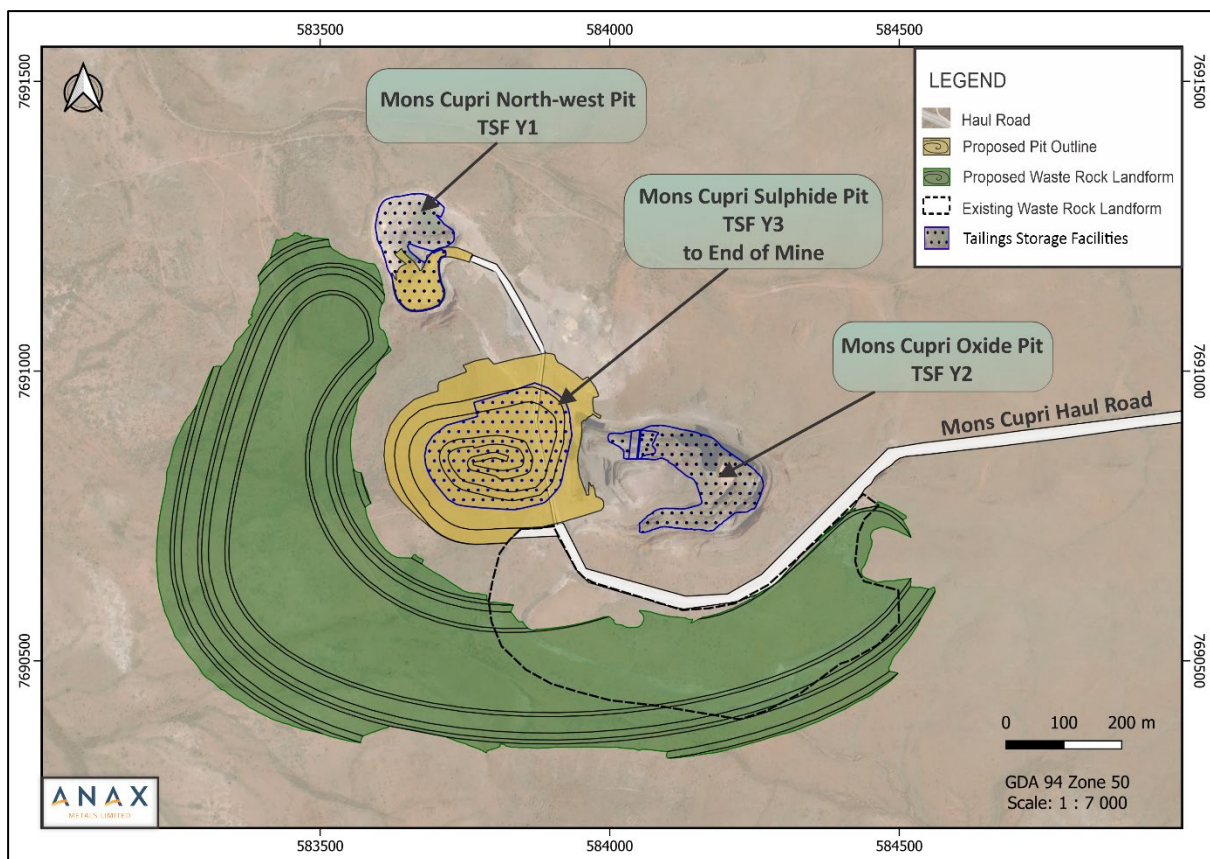 583500
584000
584500
7691500
7691500
LEGEND
Haul Road
Proposed Pit Outline
Proposed Waste Rock Landform
Existing Waste Rock Landform
Tailings Storage Facilities
Mons Cupri North-west Pit
TSF Y1
Mons Cupri Sulphide Pit
TSF Y3
to End of Mine
Mons Cupri Oxide Pit
TSF Y2
7691000
7691000
Mons Cupri Haul Road
7690500
7690500
0 100 200 m
GDA 94 Zone 50
Scale: 1 : 7 000
ANAX
METALS LIMITED
583500
584000
584500